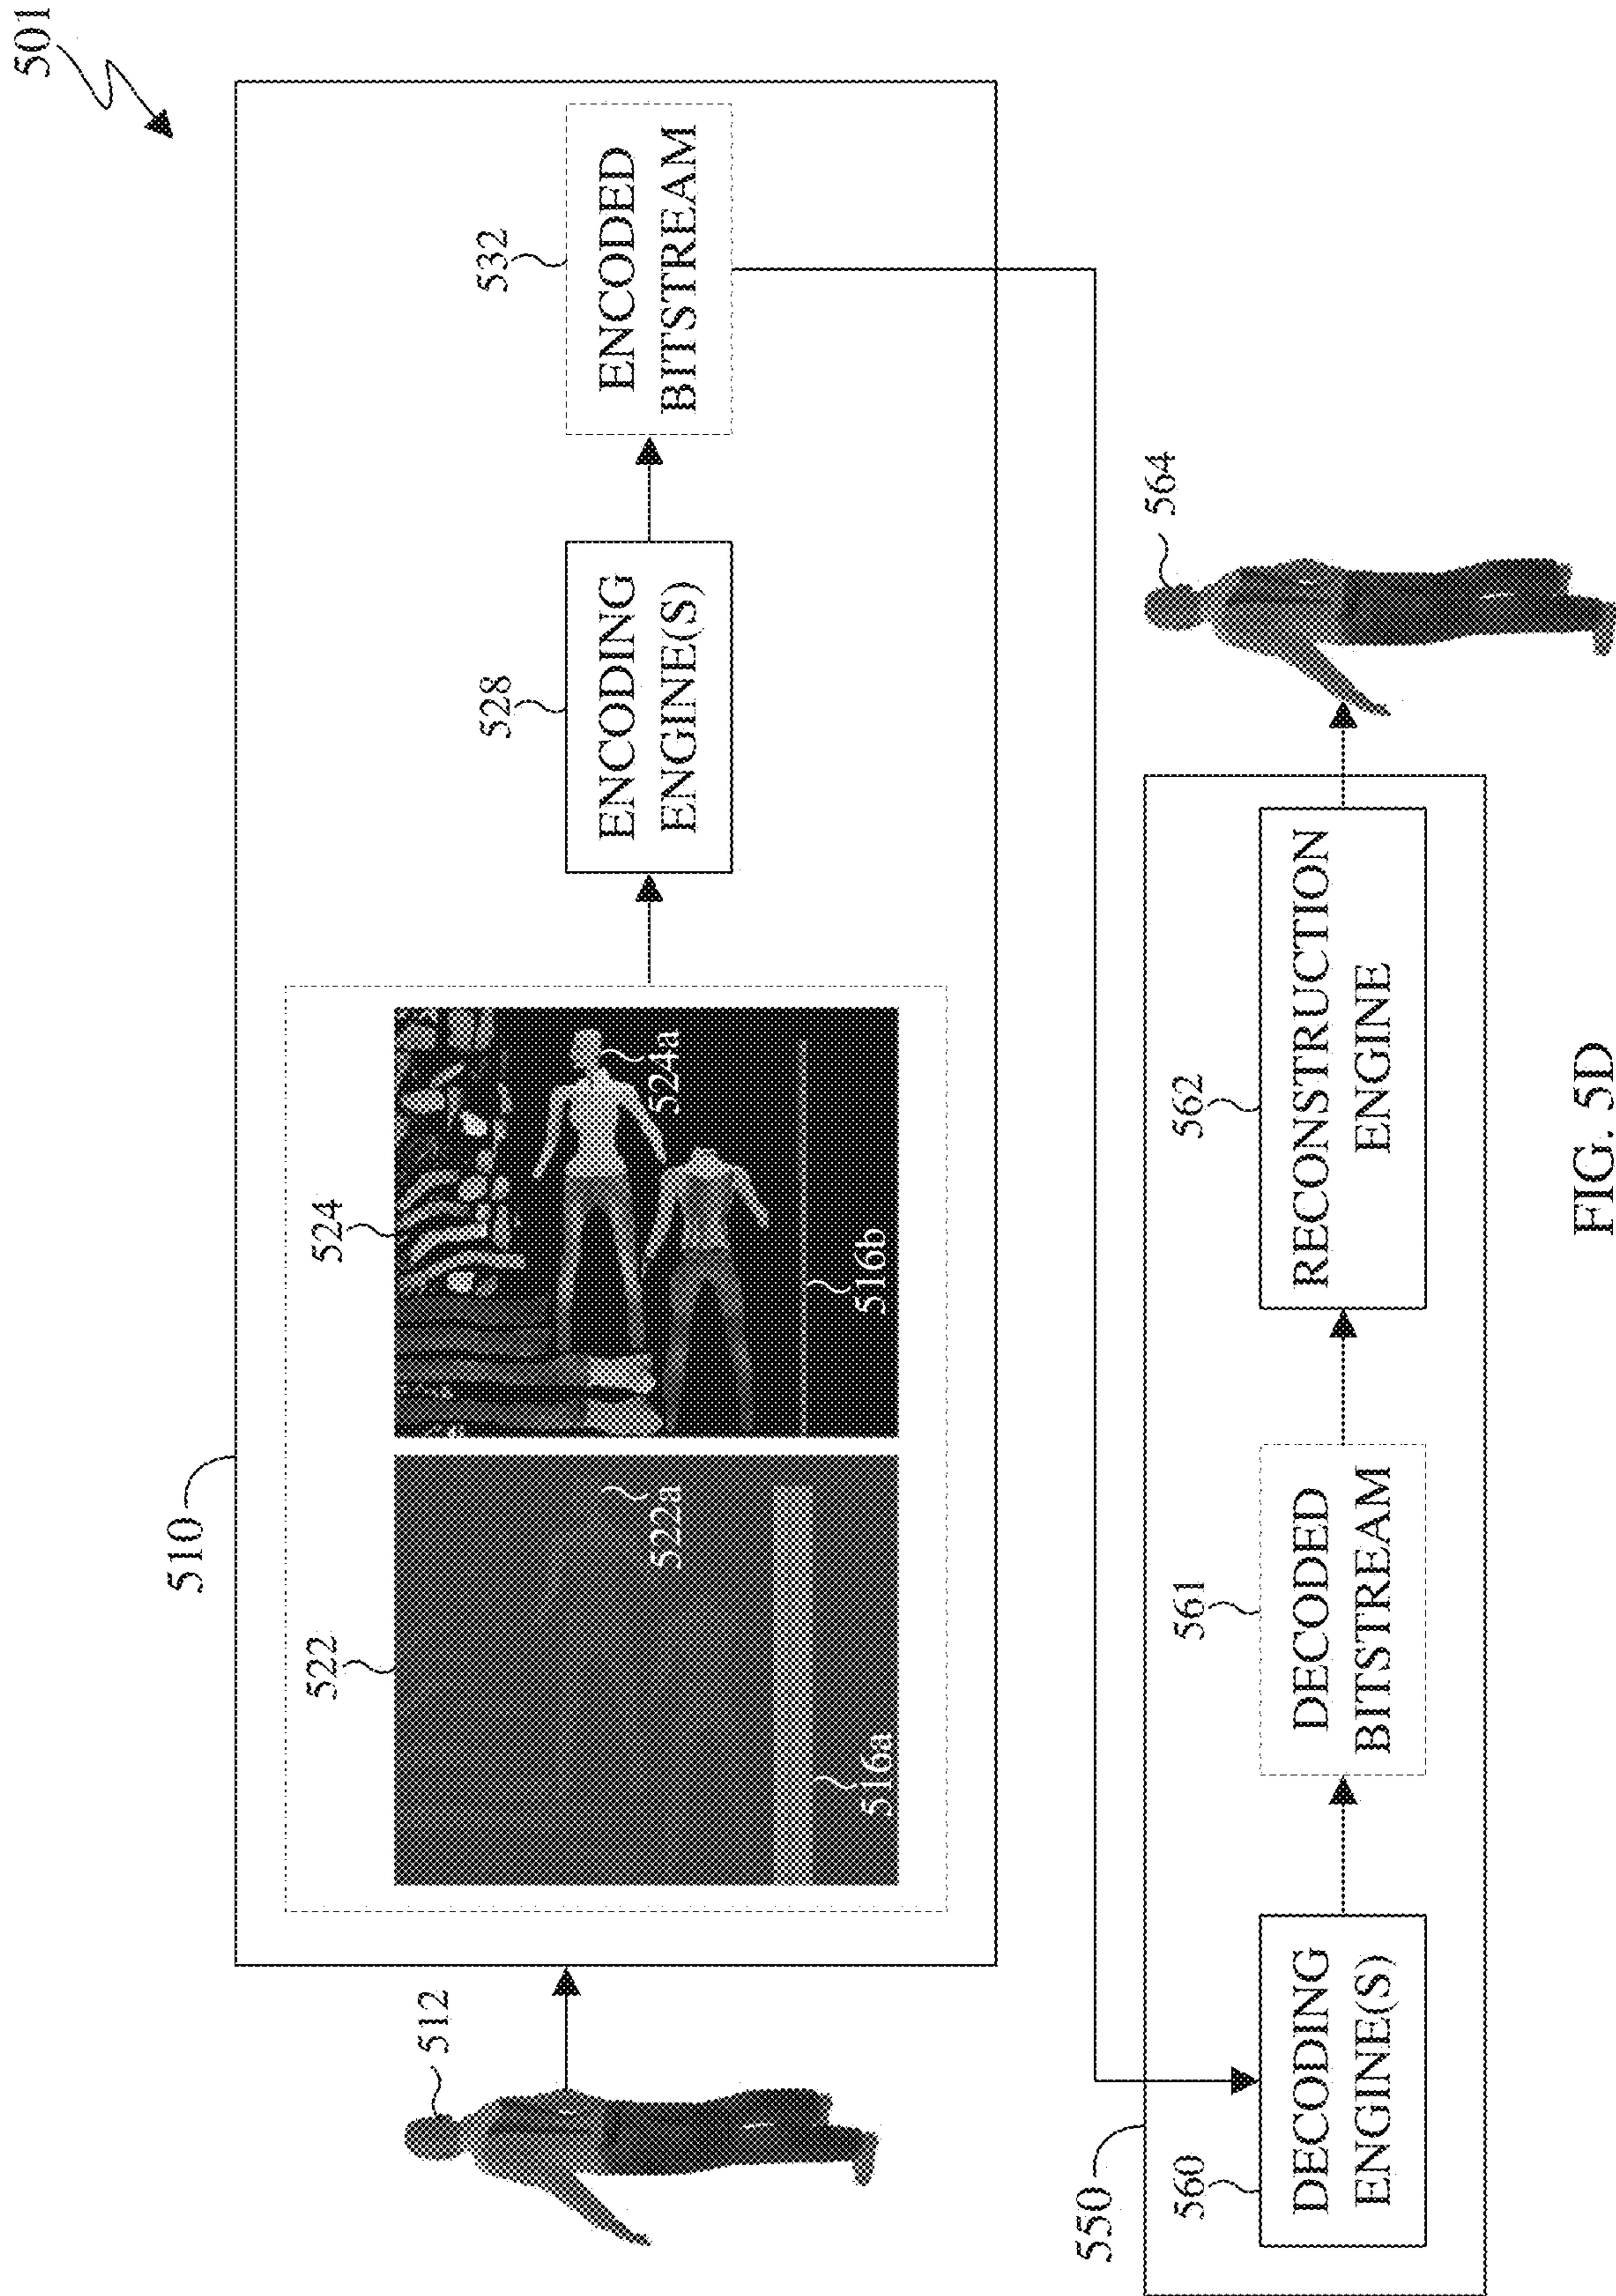 501
510
512
522
524
522a
524a
516a
516b
528
ENCODING
ENGINE(S)
532
ENCODED
BITSTREAM
550
560
DECODING
ENGINE(S)
561
DECODED
BITSTREAM
562
RECONSTRUCTION
ENGINE
564
FIG. 5D